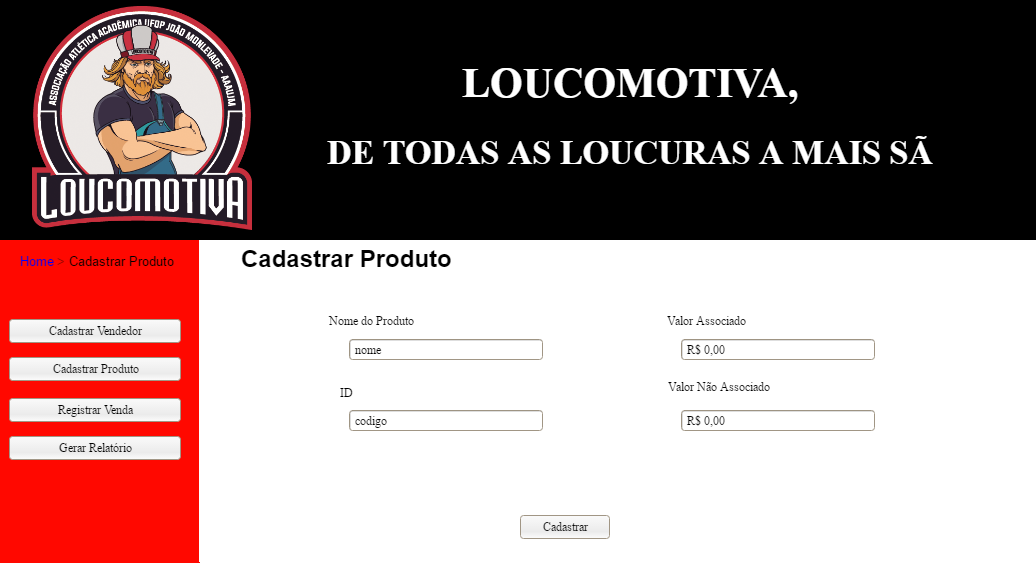 ASSOCIAÇÃO ATLÉTICA ACADÊMICA UFOP JOÃO MONLEVADE - AAAUJM
LOUCOMOTIVA
LOUCOMOTIVA,
DE TODAS AS LOUCURAS A MAIS SÃ
Home > Cadastrar Produto
Cadastrar Vendedor
Cadastrar Produto
Registrar Venda
Gerar Relatório
Cadastrar Produto
Nome do Produto
Valor Associado
nome
R$ 0,00
ID
Valor Não Associado
codigo
R$ 0,00
Cadastrar